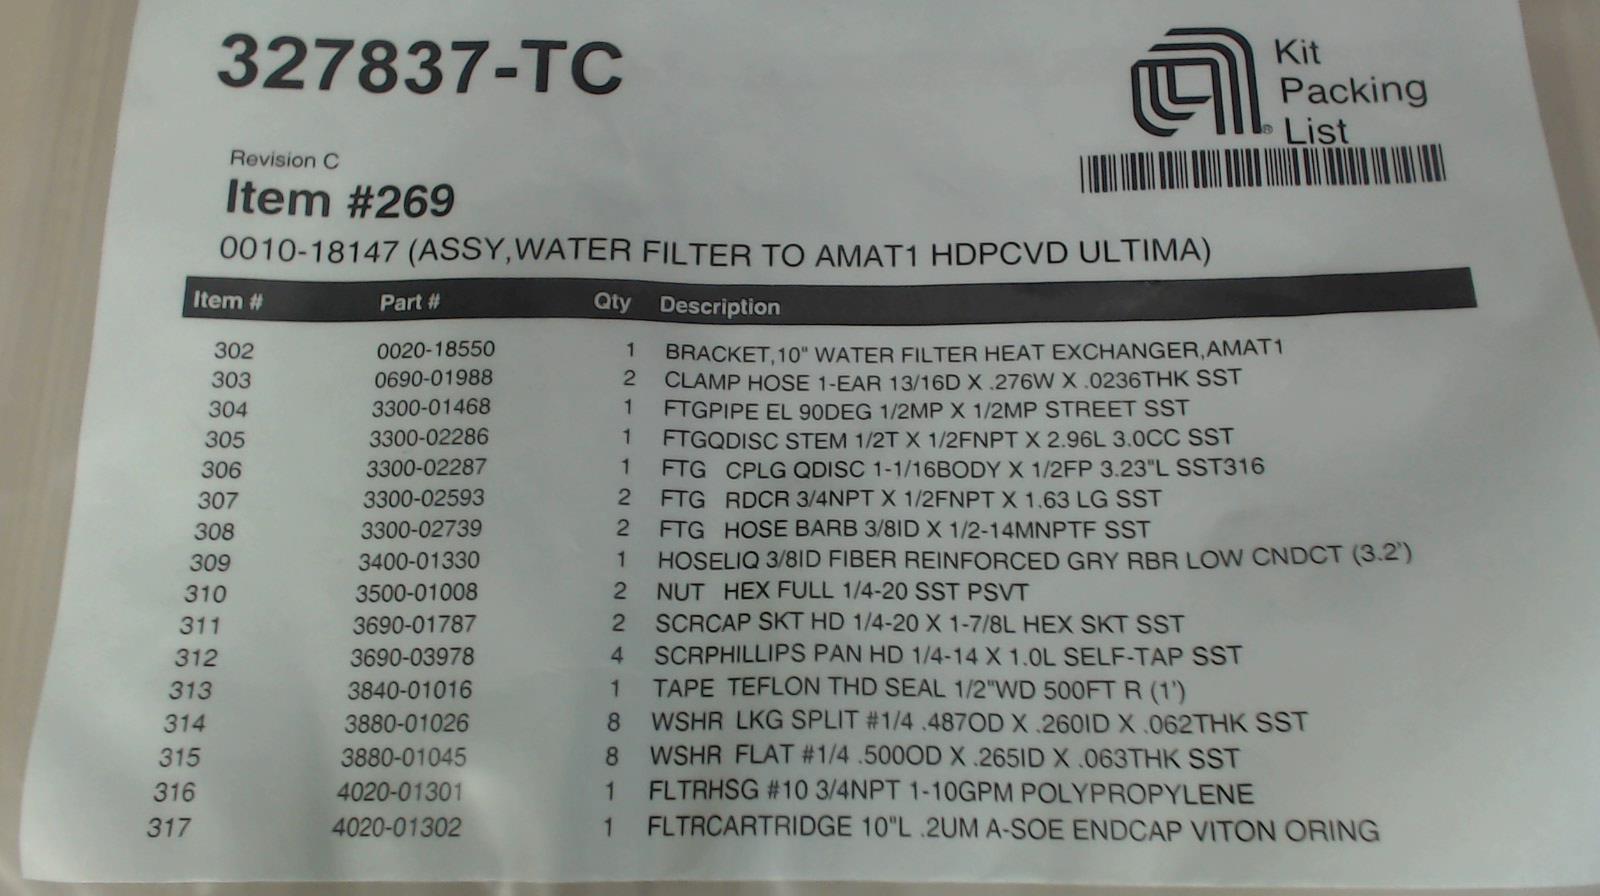 327837-TC
Kit
Packing
List
®
Revision C
Item #269
0010-18147 (ASSY,WATER FILTER TO AMAT1 HDPCVD ULTIMA)
Item # Part # Qty Description
302 0020-18550 1 BRACKET,10" WATER FILTER HEAT EXCHANGER,AMAT1
303 0690-01988 2 CLAMP HOSE 1-EAR 13/16D X .276W X .0236THK SST
304 3300-01468 1 FTGPIPE EL 90DEG 1/2MP X 1/2MP STREET SST
305 3300-02286 1 FTGQDISC STEM 1/2T X 1/2FNPT X 2.96L 3.0CC SST
306 3300-02287 1 FTG CPLG QDISC 1-1/16BODY X 1/2FP 3.23"L SST316
307 3300-02593 2 FTG RDCR 3/4NPT X 1/2FNPT X 1.63 LG SST
308 3300-02739 2 FTG HOSE BARB 3/8ID X 1/2-14MNPTF SST
309 3400-01330 1 HOSELIQ 3/8ID FIBER REINFORCED GRY RBR LOW CNDCT (3.2')
310 3500-01008 2 NUT HEX FULL 1/4-20 SST PSVT
311 3690-01787 2 SCRCAP SKT HD 1/4-20 X 1-7/8L HEX SKT SST
312 3690-03978 4 SCRPHILLIPS PAN HD 1/4-14 X 1.0L SELF-TAP SST
313 3840-01016 1 TAPE TEFLON THD SEAL 1/2"WD 500FT R (1')
314 3880-01026 8 WSHR LKG SPLIT #1/4 .487OD X .260ID X .062THK SST
315 3880-01045 8 WSHR FLAT #1/4 .500OD X .265ID X .063THK SST
316 4020-01301 1 FLTRHSG #10 3/4NPT 1-10GPM POLYPROPYLENE
317 4020-01302 1 FLTRCARTRIDGE 10"L .2UM A-SOE ENDCAP VITON ORING